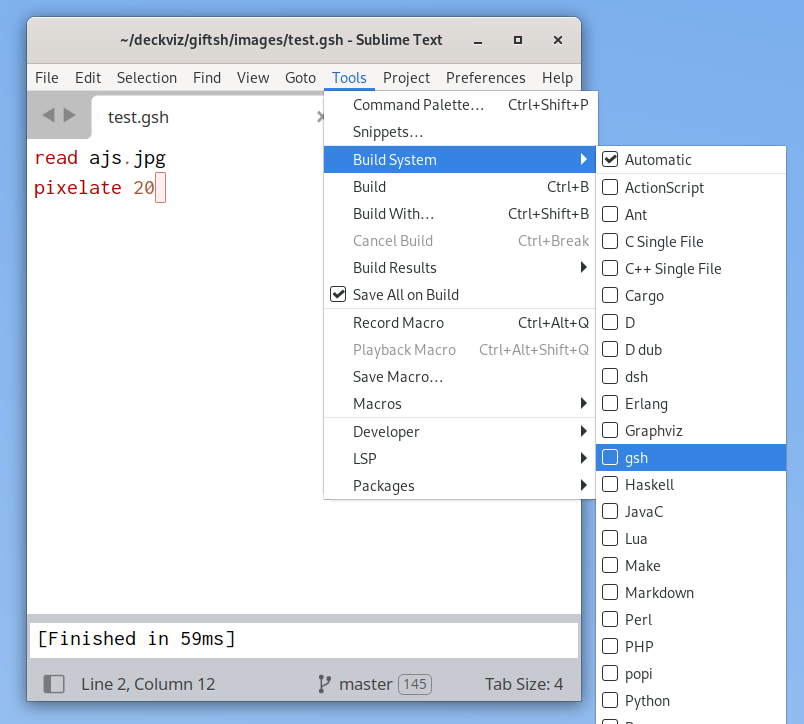 ~/deckviz/giftsh/images/test.gsh - Sublime Text
File Edit Selection Find View Goto Tools Project Preferences Help
test.gsh
read ajs.jpg
pixelate 20
Command Palette... Ctrl+Shift+P
Snippets...
Build System
Build Ctrl+B
Build With... Ctrl+Shift+B
Cancel Build Ctrl+Break
Build Results
Save All on Build
Record Macro Ctrl+Alt+Q
Playback Macro Ctrl+Alt+Shift+Q
Save Macro...
Macros
Developer
LSP
Packages
Automatic
ActionScript
Ant
C Single File
C++ Single File
Cargo
D
D dub
dsh
Erlang
Graphviz
gsh
Haskell
JavaC
Lua
Make
Markdown
Perl
PHP
popi
Python
[Finished in 59ms]
Line 2, Column 12 master 145 Tab Size: 4